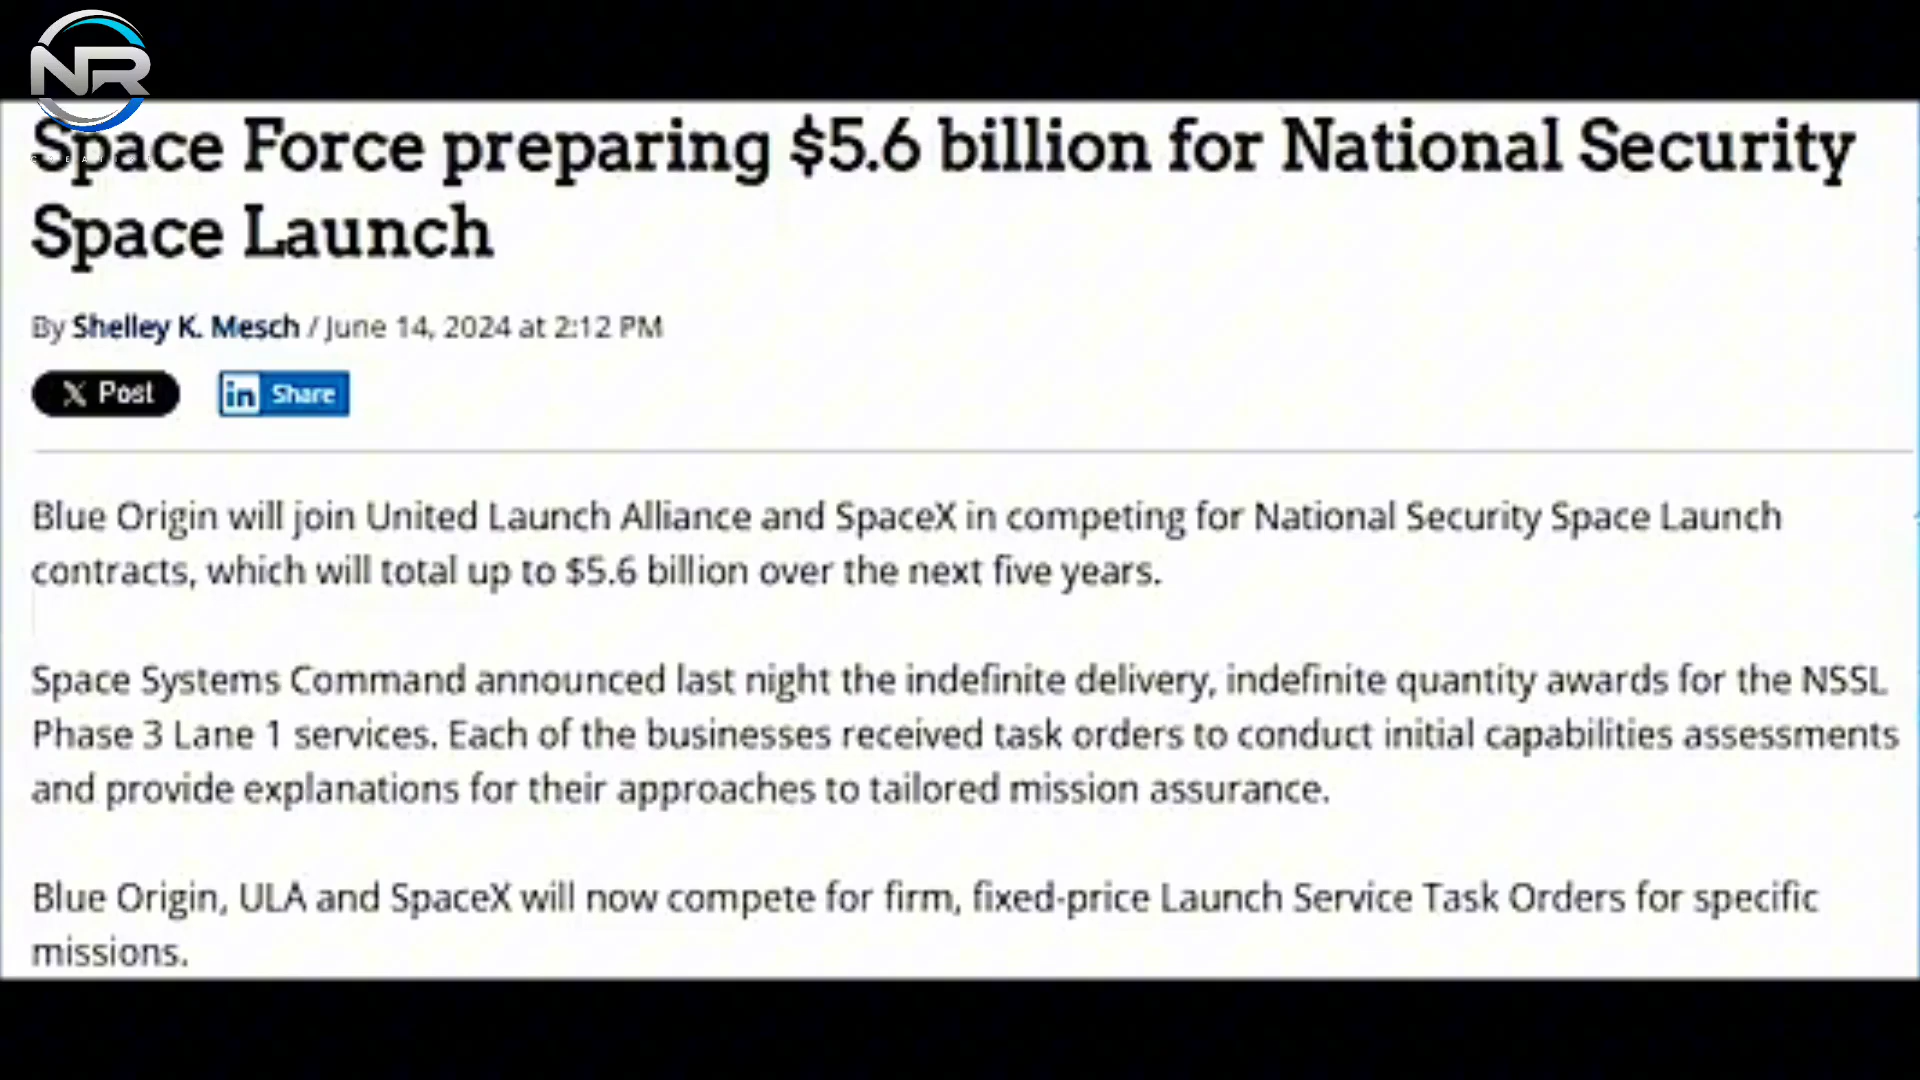 NR
Space Force preparing $5.6 billion for National Security
Space Launch
By Shelley K. Mesch / June 14, 2024 at 2:12 PM
X Post
in Share
Blue Origin will join United Launch Alliance and SpaceX in competing for National Security Space Launch
contracts, which will total up to $5.6 billion over the next five years.
Space Systems Command announced last night the indefinite delivery, indefinite quantity awards for the NSSL
Phase 3 Lane 1 services. Each of the businesses received task orders to conduct initial capabilities assessments
and provide explanations for their approaches to tailored mission assurance.
Blue Origin, ULA and SpaceX will now compete for firm, fixed-price Launch Service Task Orders for specific
missions.